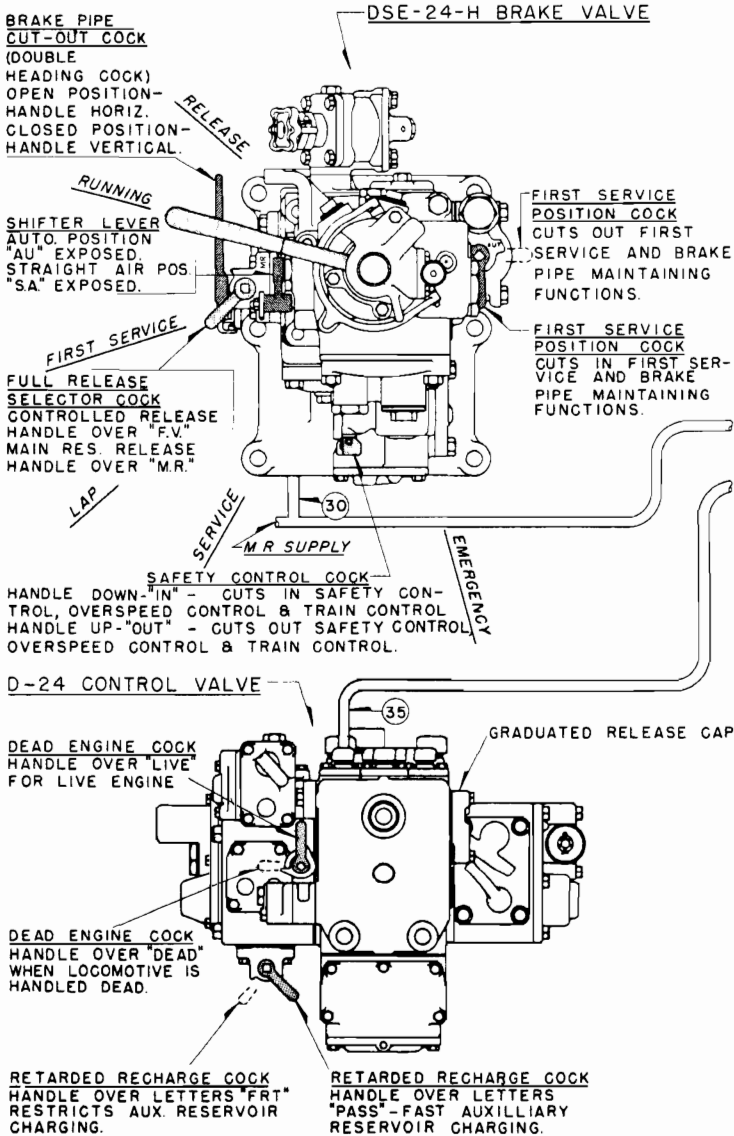 DSE-24-H BRAKE VALVE
BRAKE PIPE
CUT-OUT COCK
(DOUBLE
HEADING COCK)
OPEN POSITION-
HANDLE HORIZ.
CLOSED POSITION-
HANDLE VERTICAL.
RELEASE
RUNNING
SHIFTER LEVER
AUTO. POSITION
"AU" EXPOSED.
STRAIGHT AIR POS.
"S.A." EXPOSED.
MR
FIRST SERVICE
POSITION COCK
CUTS OUT FIRST
SERVICE AND BRAKE
PIPE MAINTAINING
FUNCTIONS.
FIRST SERVICE
FIRST SERVICE
POSITION COCK
CUTS IN FIRST SER-
VICE AND BRAKE
PIPE MAINTAINING
FUNCTIONS.
FULL RELEASE
SELECTOR COCK
CONTROLLED RELEASE
HANDLE OVER "F.V."
MAIN RES. RELEASE
HANDLE OVER "M.R."
LAP
SERVICE
30
M R SUPPLY
EMERGENCY
SAFETY CONTROL COCK
HANDLE DOWN-"IN" - CUTS IN SAFETY CON-
TROL, OVERSPEED CONTROL & TRAIN CONTROL
HANDLE UP-"OUT" - CUTS OUT SAFETY CONTROL,
OVERSPEED CONTROL & TRAIN CONTROL.
D-24 CONTROL VALVE
35
GRADUATED RELEASE CAP
DEAD ENGINE COCK
HANDLE OVER "LIVE"
FOR LIVE ENGINE
DEAD ENGINE COCK
HANDLE OVER "DEAD"
WHEN LOCOMOTIVE IS
HANDLED DEAD.
RETARDED RECHARGE COCK
HANDLE OVER LETTERS "FRT"
RESTRICTS AUX. RESERVOIR
CHARGING.
RETARDED RECHARGE COCK
HANDLE OVER LETTERS
"PASS"-FAST AUXILLIARY
RESERVOIR CHARGING.